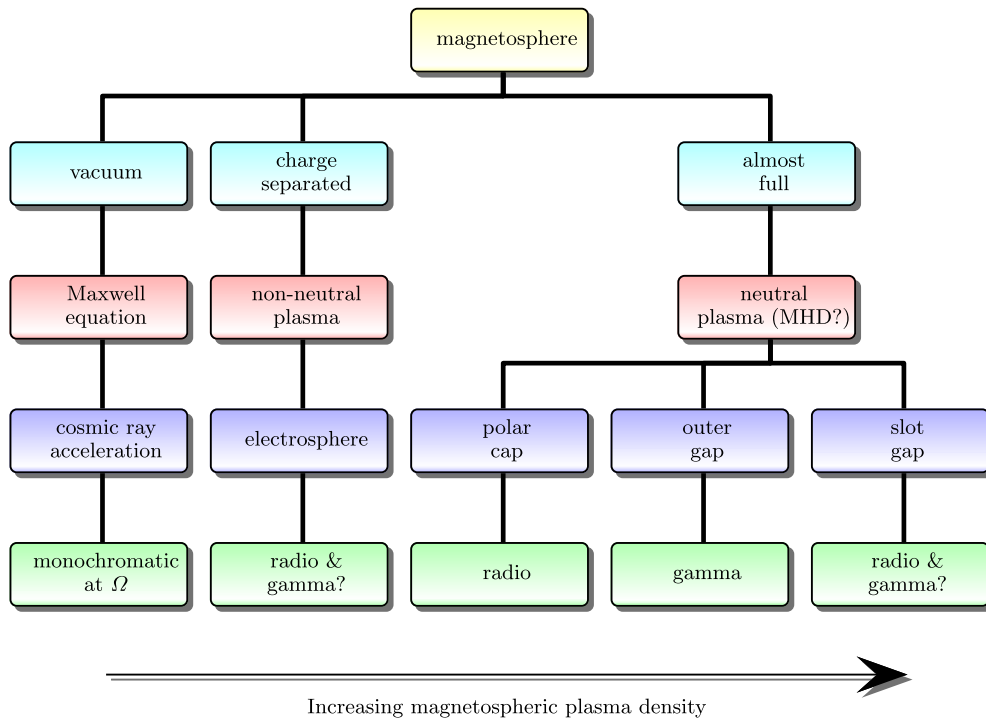 magnetosphere
vacuum
charge
separated
almost
full
Maxwell
equation
non-neutral
plasma
neutral
plasma (MHD?)
cosmic ray
acceleration
electrosphere
polar
cap
outer
gap
slot
gap
monochromatic
at Ω
radio &
gamma?
radio
gamma
radio &
gamma?
Increasing magnetospheric plasma density